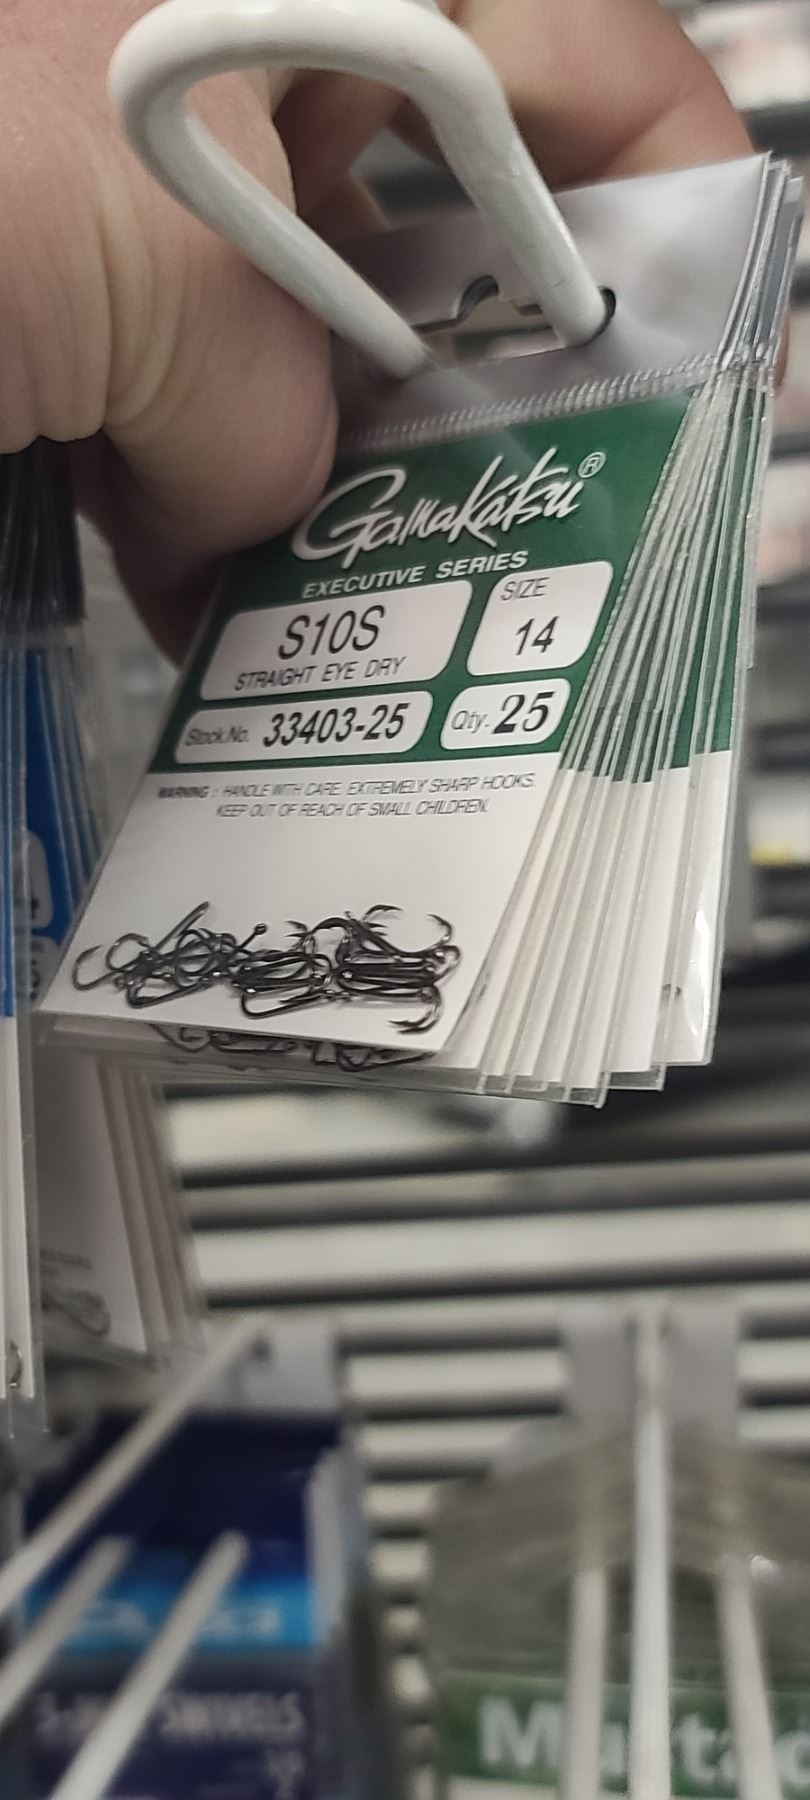 Gamakatsu®
EXECUTIVE SERIES
S10S
STRAIGHT EYE DRY
SIZE
14
Stock.No. 33403-25
Qty. 25
WARNING : HANDLE WITH CARE. EXTREMELY SHARP HOOKS.
KEEP OUT OF REACH OF SMALL CHILDREN.
SWIVELS